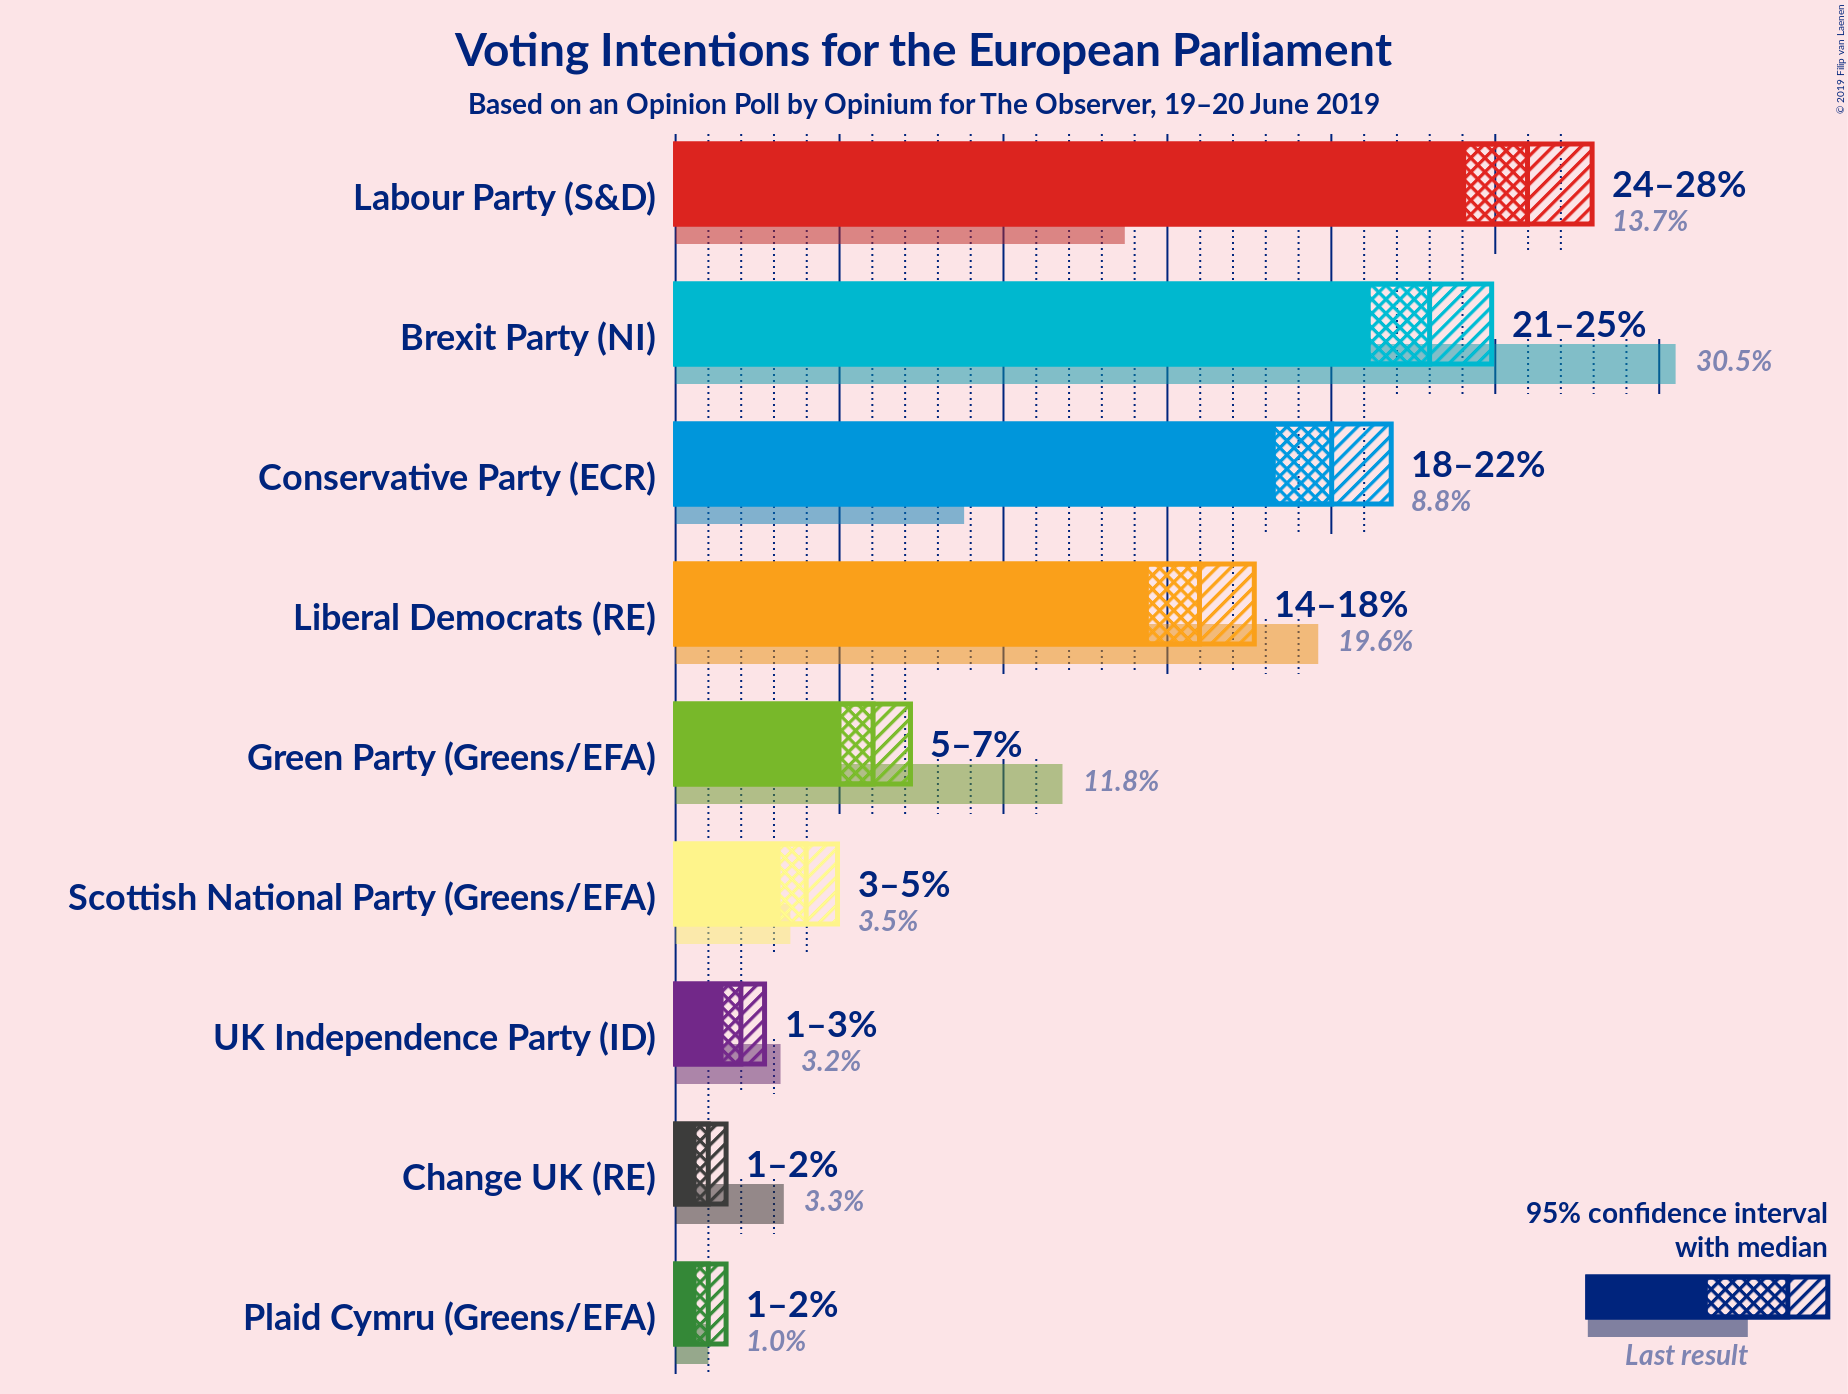 Voting Intentions for the European Parliament
Based on an Opinion Poll by Opinium for The Observer, 19–20 June 2019
© 2019 Filip van Laenen
Labour Party (S&D)
24–28%
13.7%
Brexit Party (NI)
21–25%
30.5%
Conservative Party (ECR)
18–22%
8.8%
Liberal Democrats (RE)
14–18%
19.6%
Green Party (Greens/EFA)
5–7%
11.8%
Scottish National Party (Greens/EFA)
3–5%
3.5%
UK Independence Party (ID)
1–3%
3.2%
Change UK (RE)
1–2%
3.3%
Plaid Cymru (Greens/EFA)
1–2%
1.0%
95% confidence interval
with median
Last result